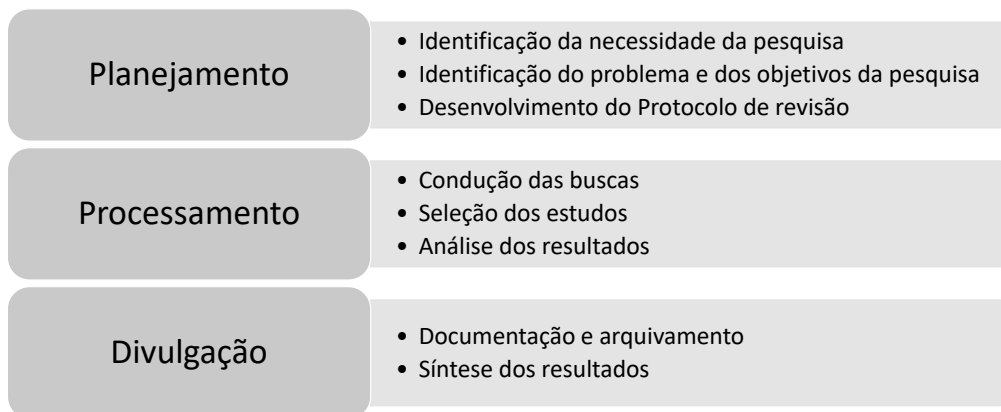 Planejamento
• Identificação da necessidade da pesquisa
• Identificação do problema e dos objetivos da pesquisa
• Desenvolvimento do Protocolo de revisão
Processamento
• Condução das buscas
• Seleção dos estudos
• Análise dos resultados
Divulgação
• Documentação e arquivamento
• Síntese dos resultados